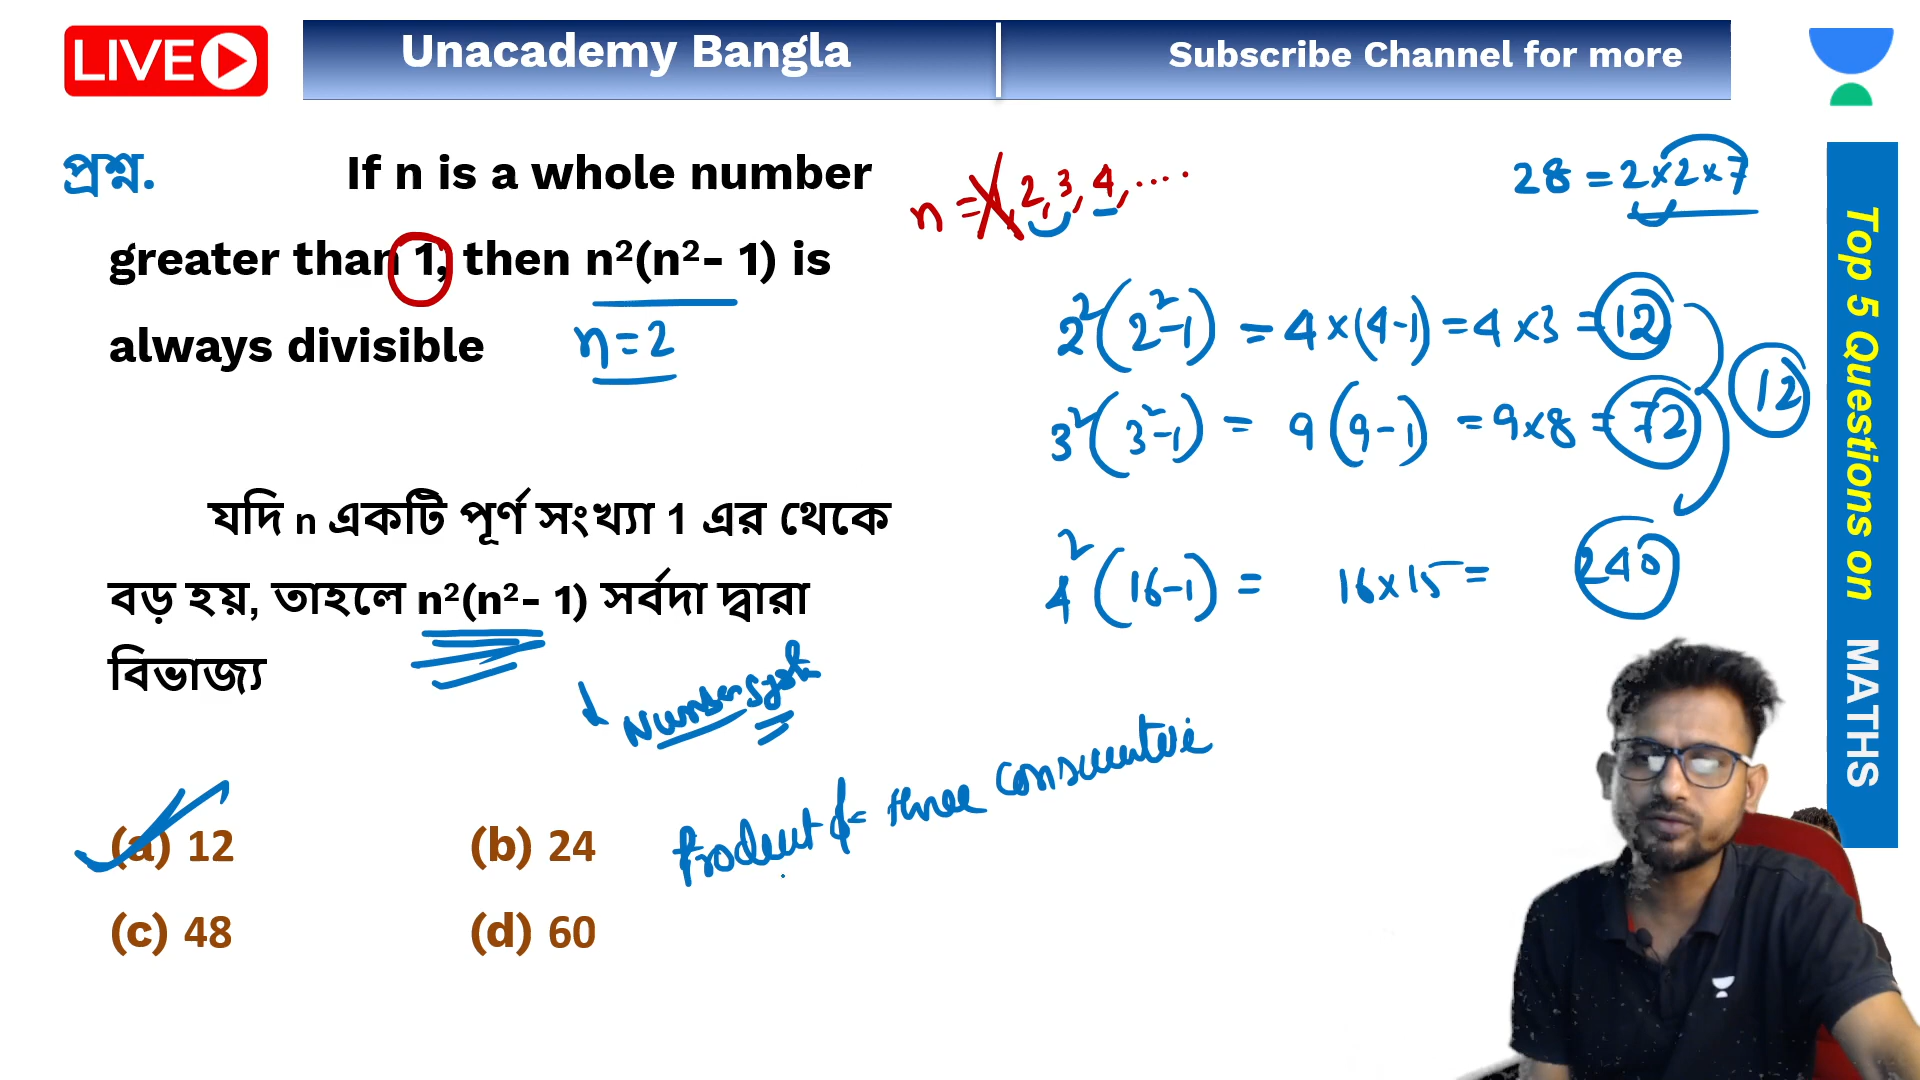 LIVE
Unacademy Bangla
Subscribe Channel for more
প্রশ্ন. If n is a whole number
greater than 1, then n²(n²- 1) is
always divisible
n=2
যদি n একটি পূর্ণ সংখ্যা 1 এর থেকে
বড় হয়, তাহলে n²(n²- 1) সর্বদা দ্বারা
বিভাজ্য
(a) 12
(b) 24
(c) 48
(d) 60
n = 1, 2, 3, 4, ....
28 = 2×2×7
2²(2²-1) = 4×(4-1) = 4×3 = 12
3²(3²-1) = 9(9-1) = 9×8 = 72
12
4²(16-1) = 16×15 = 240
Number
Product of three
Top 5 Questions on MATHS